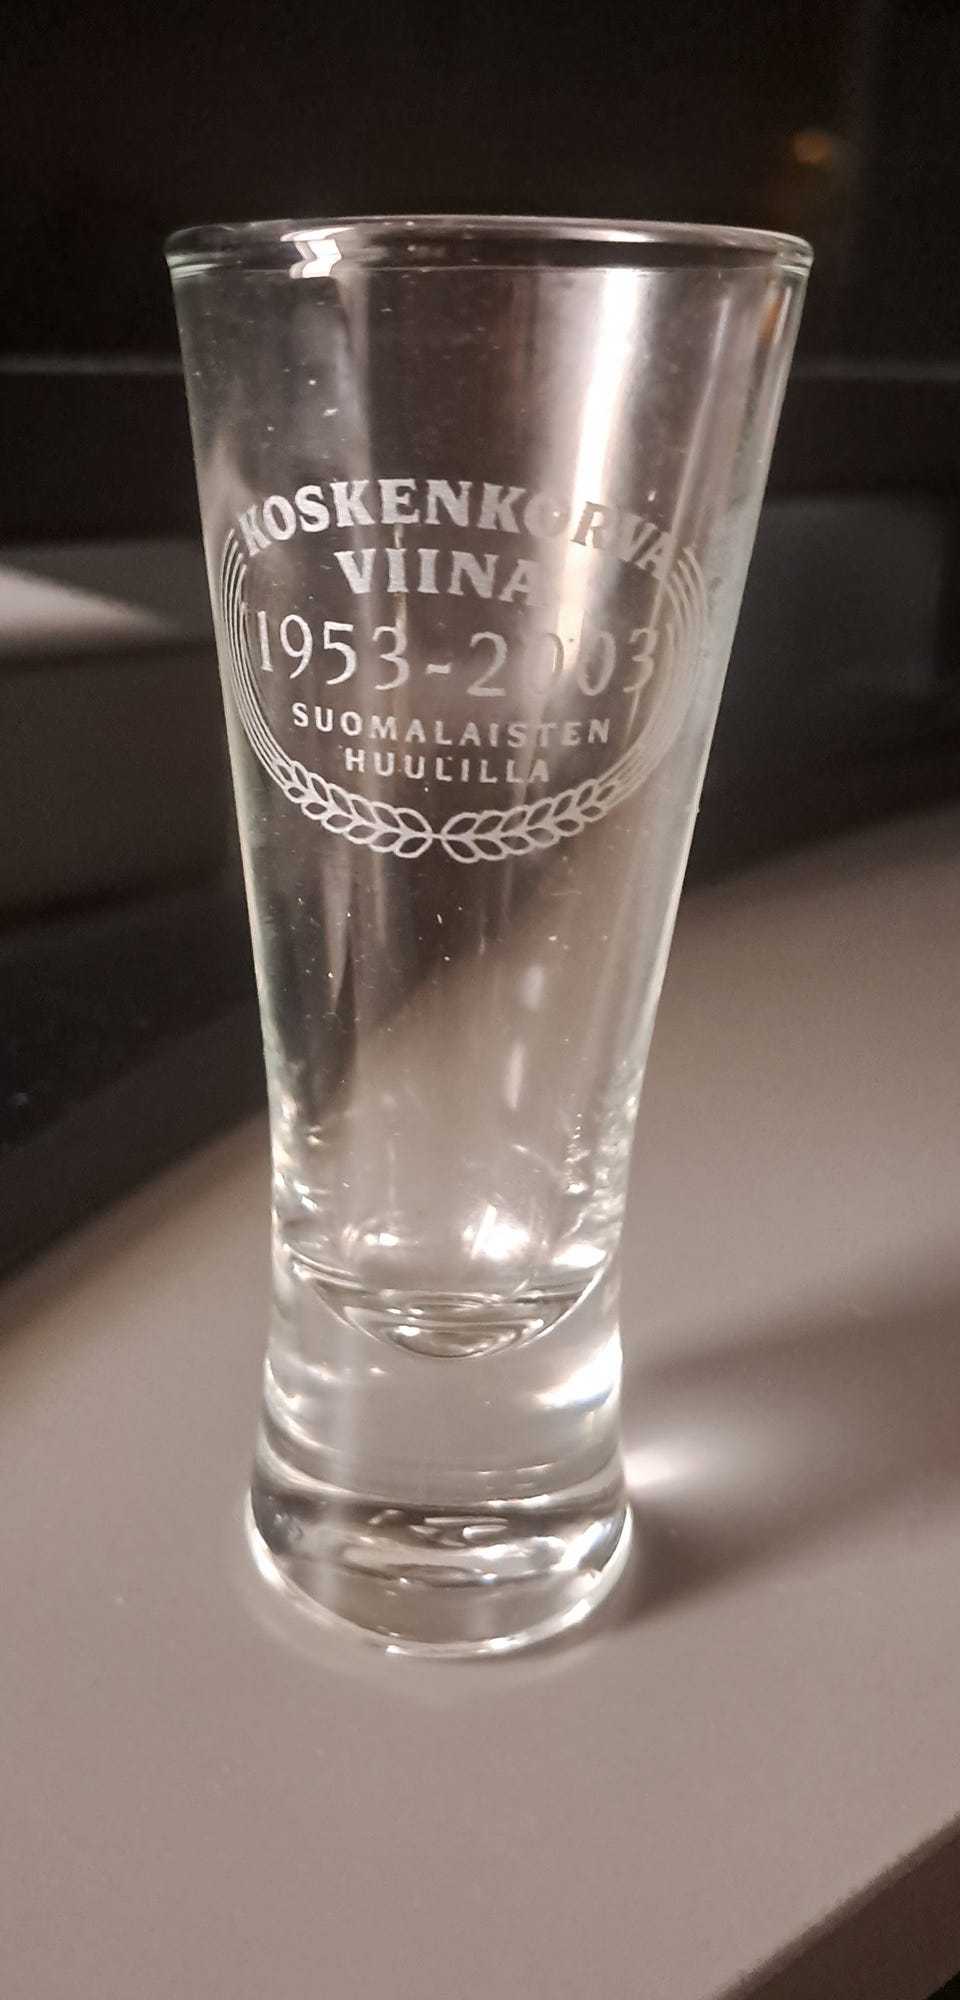 KOSKENKORVA
VIINA
1953-2003
SUOMALAISTEN
HUULILLA